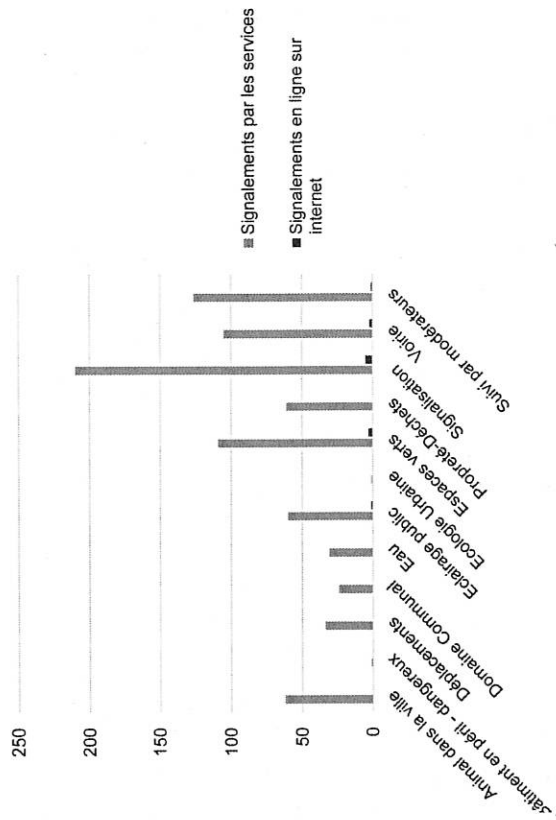 250
200
150
100
50
0
Animal dans la ville
Bâtiment en péril - dangereux
Déplacements
Domaine Communal
Eau
Eclairage public
Ecologie Urbaine
Espaces verts
Propreté-Déchets
Signalisation
Voirie
Suivi par modérateurs
Signalements par les services
Signalements en ligne sur
internet